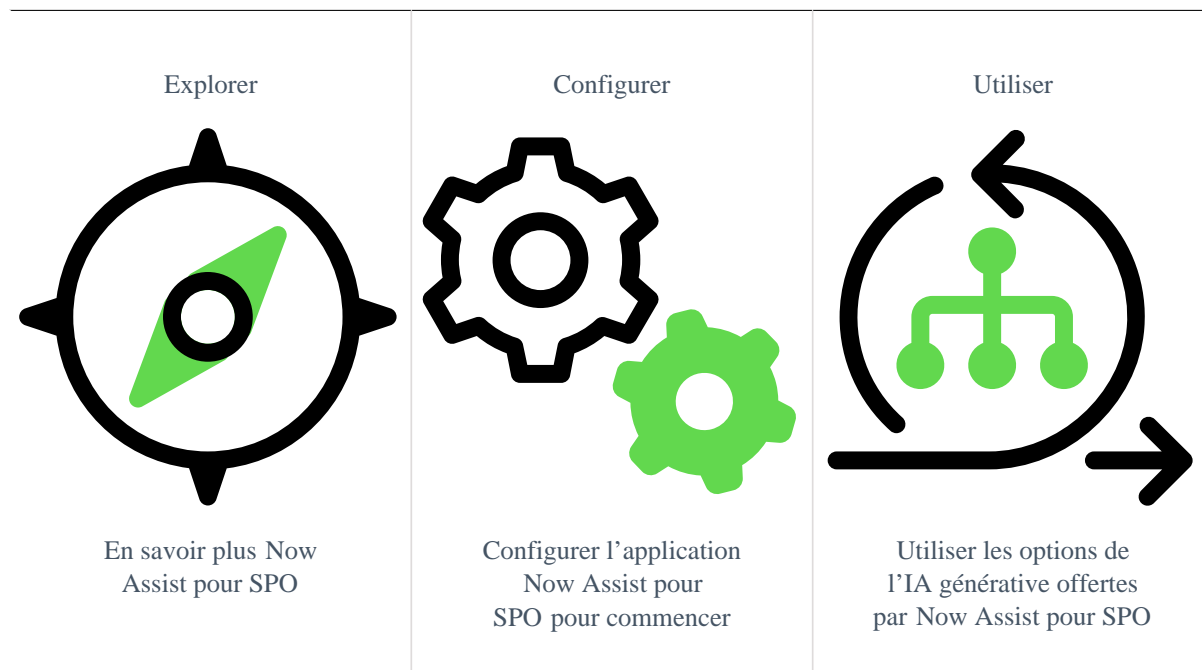 Explorer
En savoir plus Now
Assist pour SPO
Configurer
Configurer l’application
Now Assist pour
SPO pour commencer
Utiliser
Utiliser les options de
l’IA générative offertes
par Now Assist pour SPO